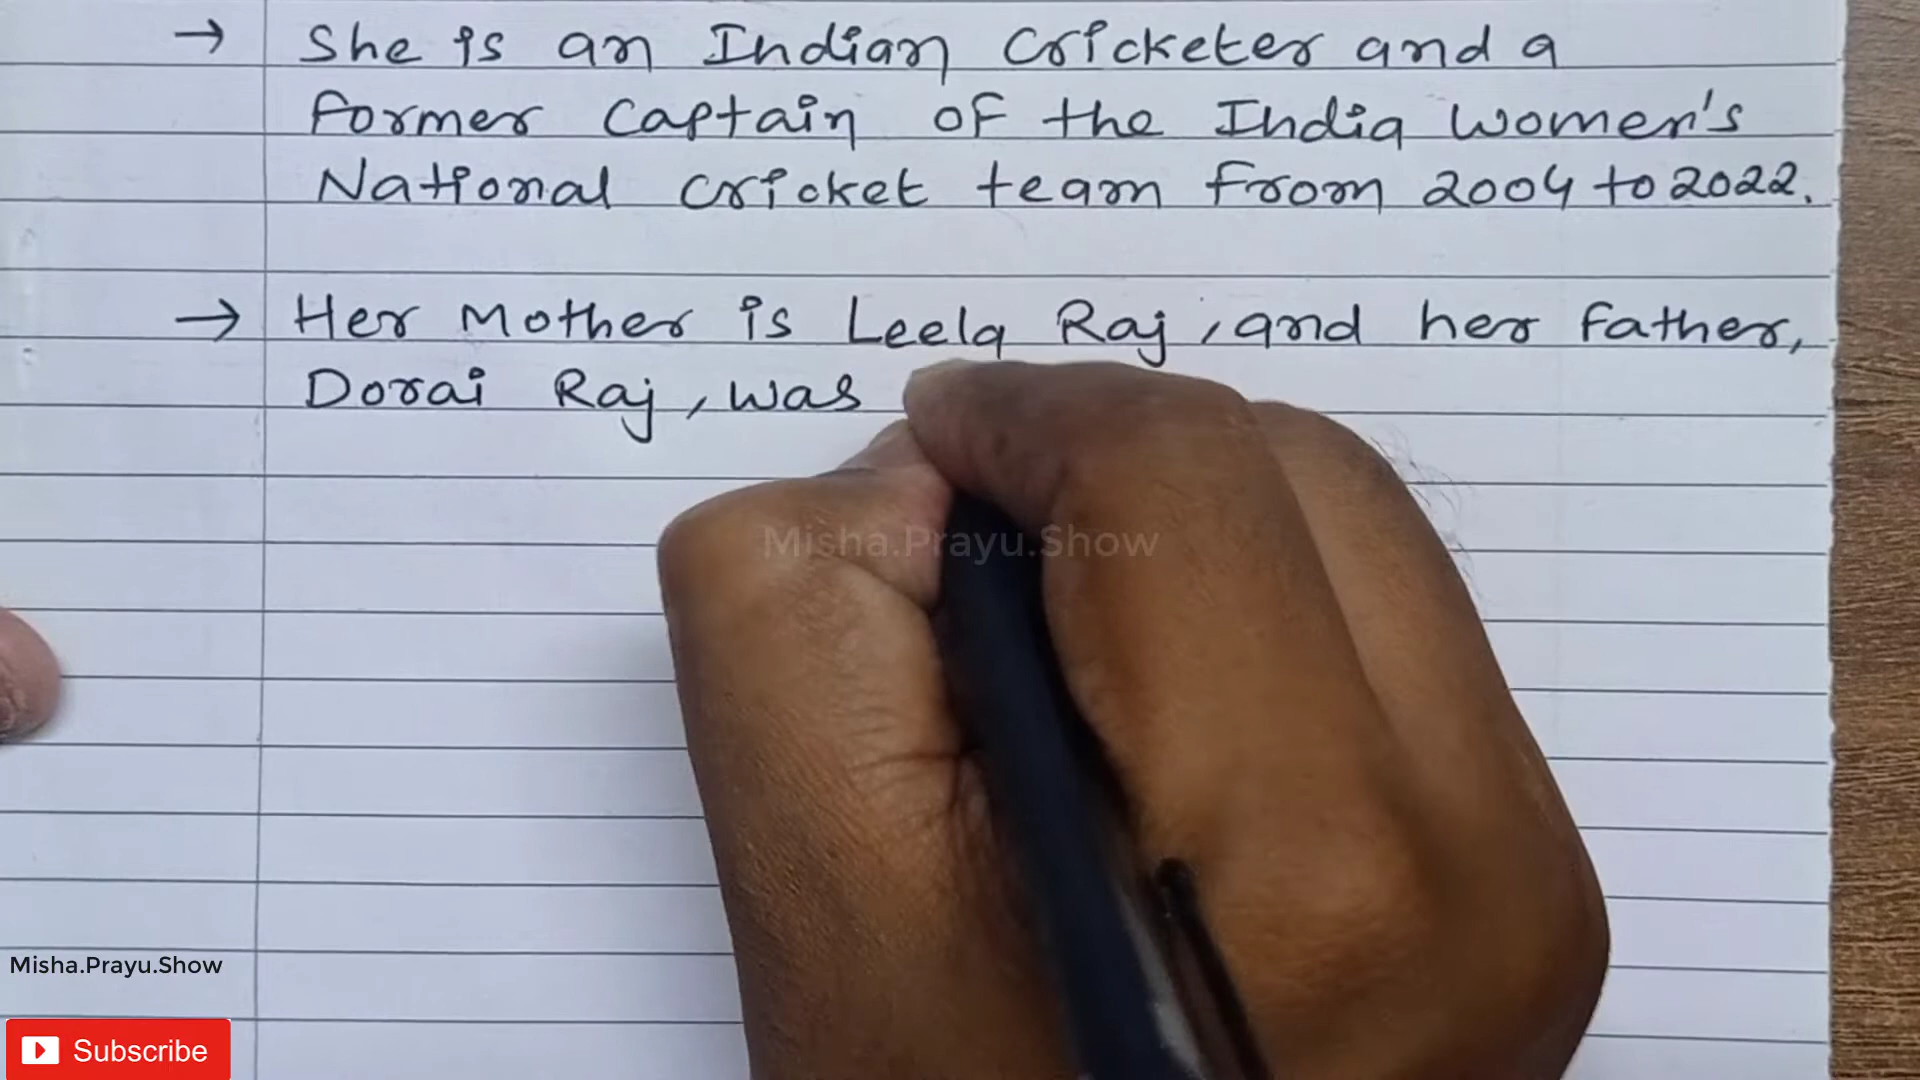 → She is an Indian Cricketer and a
former Captain of the India Women's
National cricket team from 2004 to 2022.
→ Her Mother is Leela Raj, and her father,
Dorai Raj, was
Misha.Prayu.Show
Misha.Prayu.Show
Subscribe